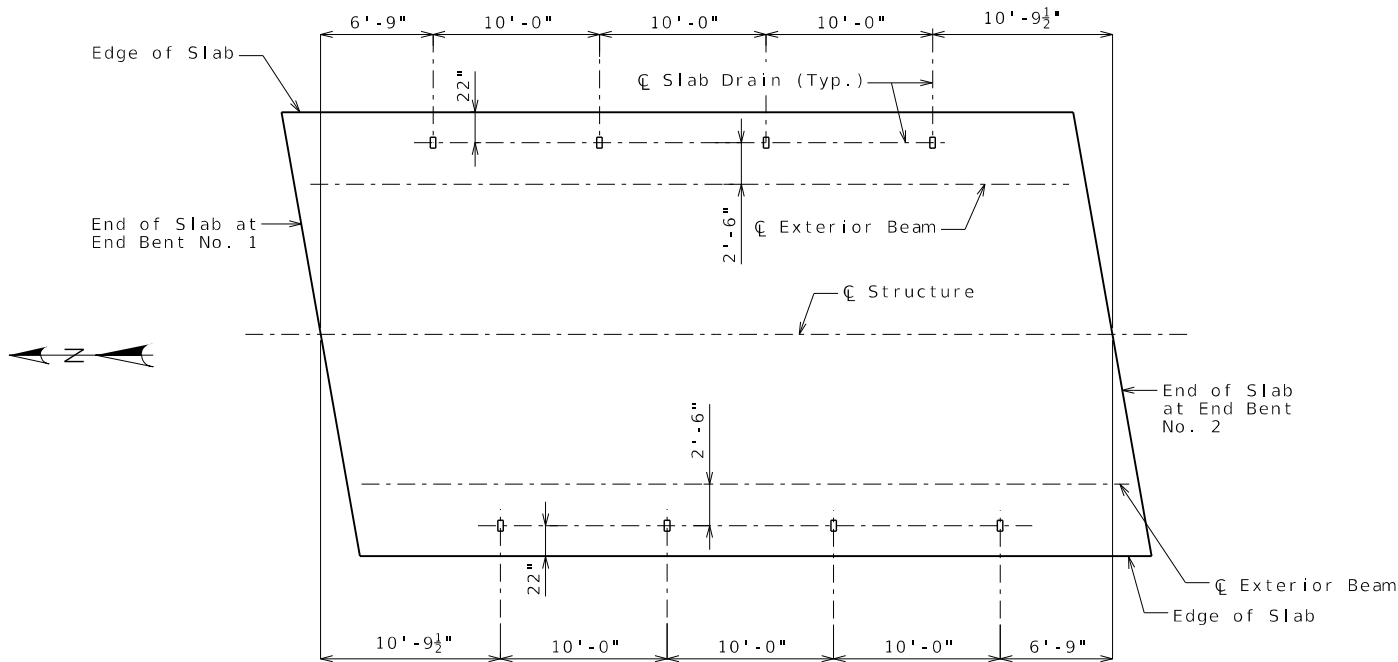 6'-9" 10'-0" 10'-0" 10'-0" 10'-9½"
Edge of Slab
22"
℄ Slab Drain (Typ.)
End of Slab at
End Bent No. 1
2'-6"
℄ Exterior Beam
℄ Structure
N
2'-6"
End of Slab
at End Bent
No. 2
22"
℄ Exterior Beam
Edge of Slab
10'-9½" 10'-0" 10'-0" 10'-0" 6'-9"